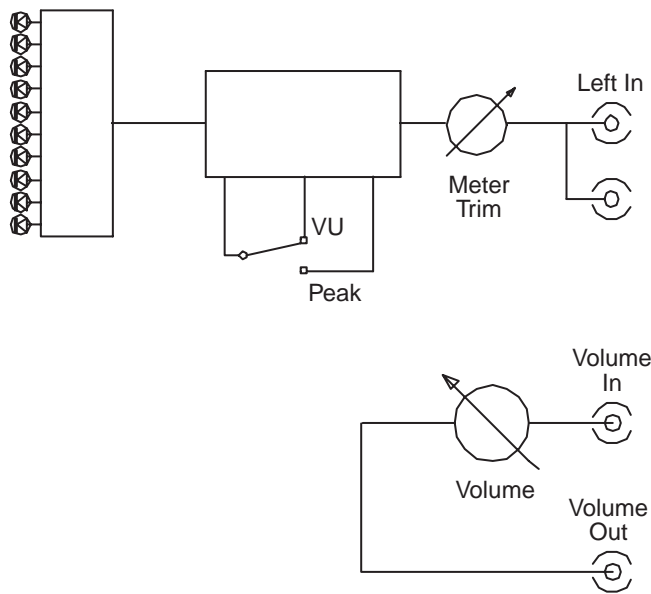 Left In
Meter
Trim
VU
Peak
Volume
In
Volume
Volume
Out